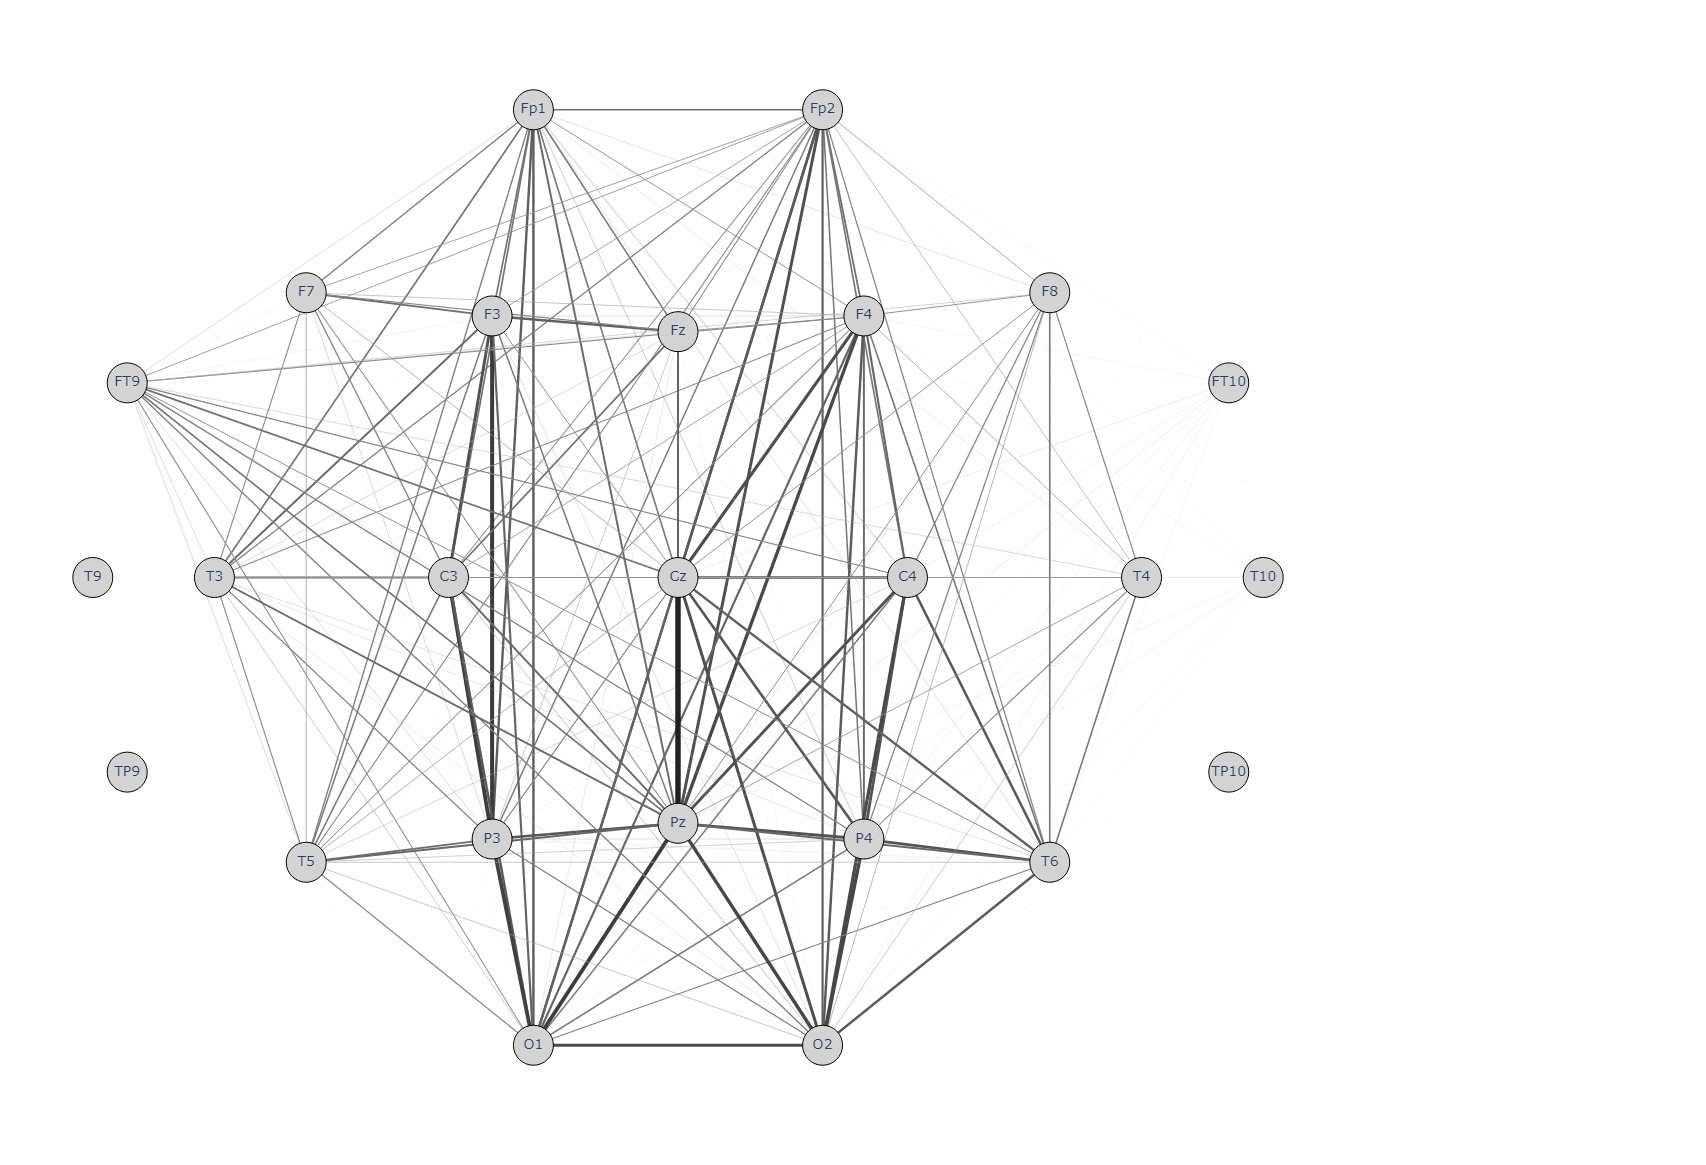 Fp1 Fp2
F7 F3 Fz F4 F8
FT9 FT10
T9 T3 C3 Cz C4 T4 T10
TP9 TP10
T5 P3 Pz P4 T6
O1 O2